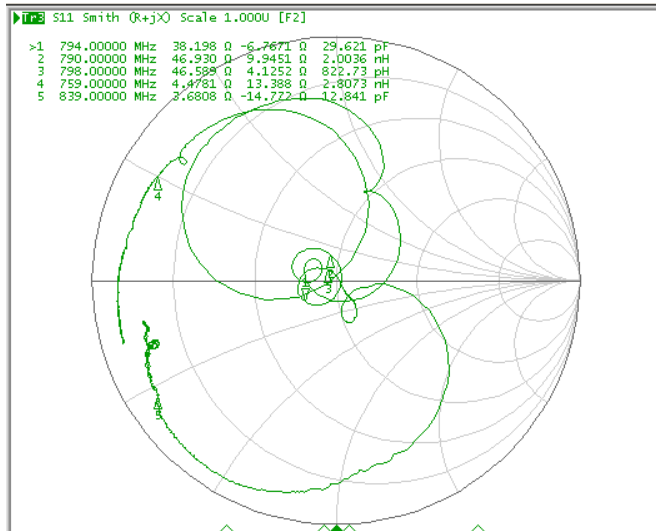 Tr3 S11 Smith (R+jX) Scale 1.000U [F2]
>1 794.00000 MHz 38.198 Ω -6.7671 Ω 29.621 pF
2 790.00000 MHz 46.930 Ω 9.9451 Ω 2.0036 nH
3 798.00000 MHz 46.589 Ω 4.1252 Ω 822.73 pH
4 759.00000 MHz 4.4781 Ω 13.388 Ω 2.8073 nH
5 839.00000 MHz 3.6808 Ω -14.772 Ω 12.841 pF
4
3
5